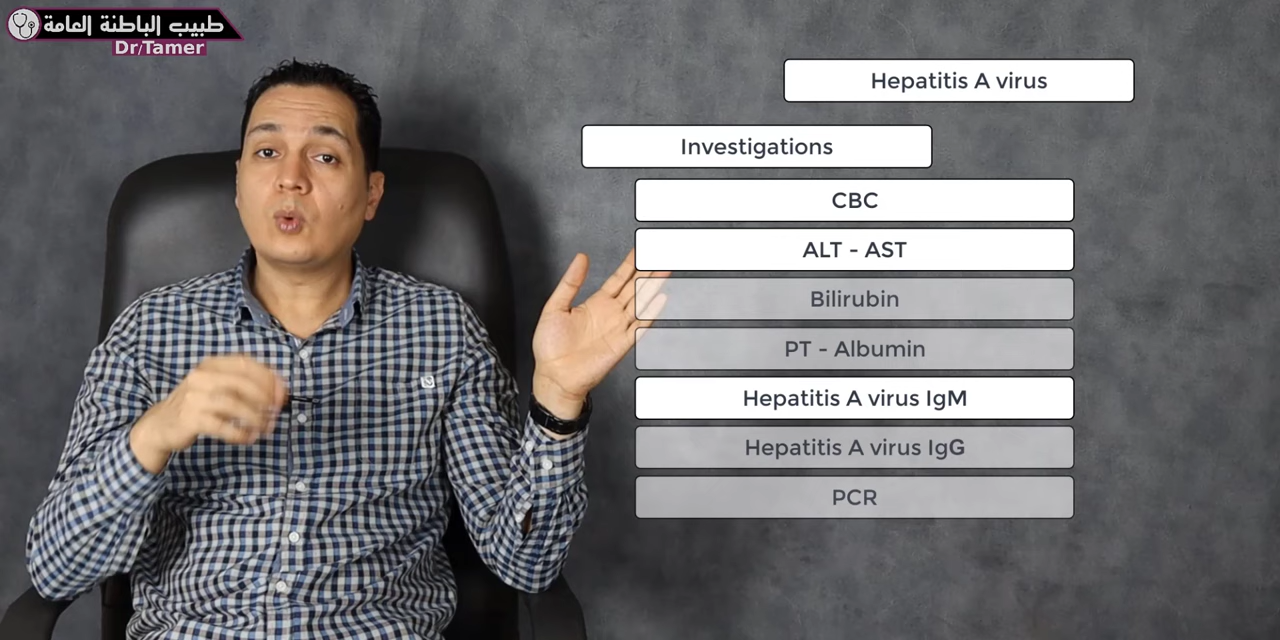 طبيب الباطنة العامة
Dr/Tamer
Hepatitis A virus
Investigations
CBC
ALT - AST
Bilirubin
PT - Albumin
Hepatitis A virus IgM
Hepatitis A virus IgG
PCR